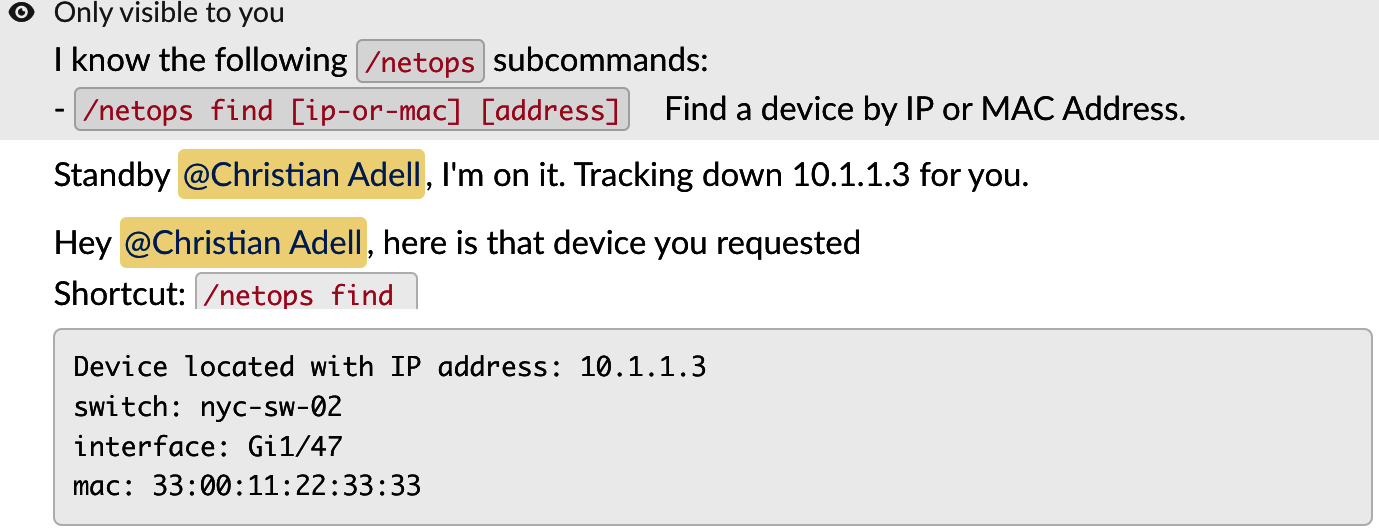 Only visible to you
I know the following /netops subcommands:
- /netops find [ip-or-mac] [address] Find a device by IP or MAC Address.
Standby @Christian Adell, I'm on it. Tracking down 10.1.1.3 for you.
Hey @Christian Adell, here is that device you requested
Shortcut: /netops find
Device located with IP address: 10.1.1.3
switch: nyc-sw-02
interface: Gi1/47
mac: 33:00:11:22:33:33